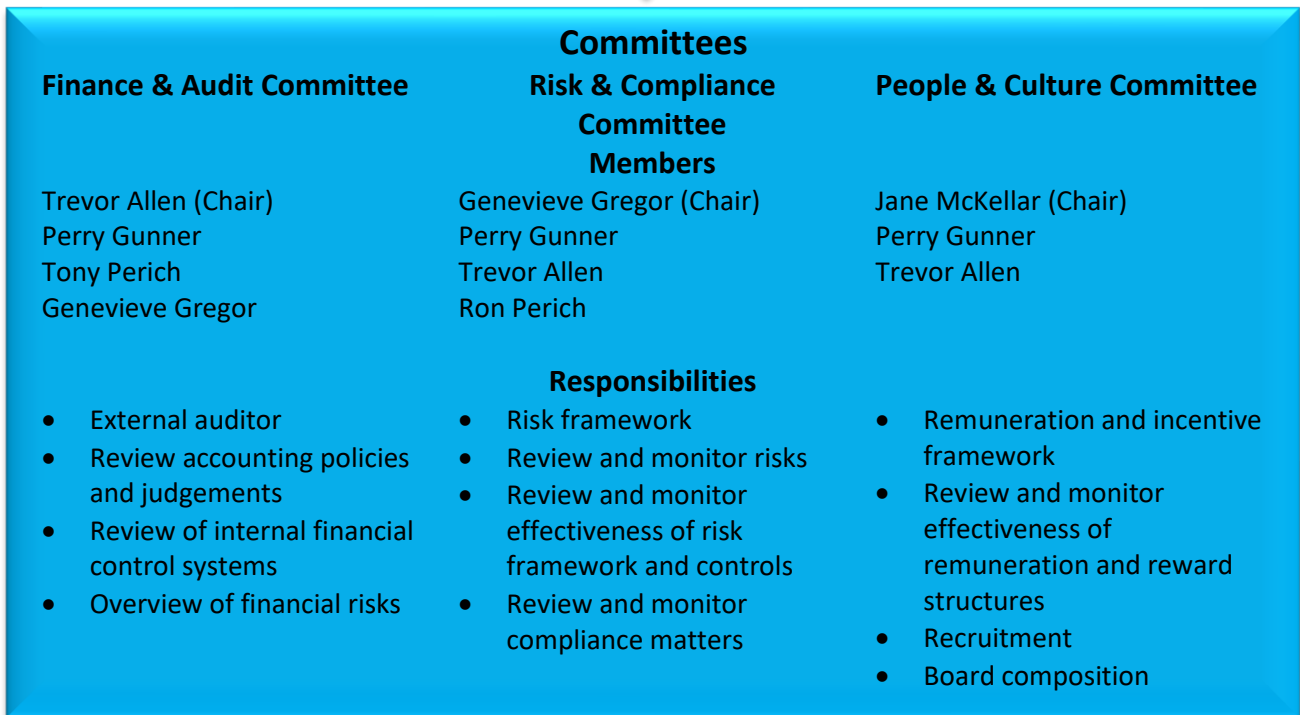 Committees
Finance & Audit Committee
Risk & Compliance
Committee
People & Culture Committee
Members
Trevor Allen (Chair)
Perry Gunner
Tony Perich
Genevieve Gregor
Genevieve Gregor (Chair)
Perry Gunner
Trevor Allen
Ron Perich
Jane McKellar (Chair)
Perry Gunner
Trevor Allen
Responsibilities
• External auditor
• Review accounting policies
and judgements
• Review of internal financial
control systems
• Overview of financial risks
• Risk framework
• Review and monitor risks
• Review and monitor
effectiveness of risk
framework and controls
• Review and monitor
compliance matters
• Remuneration and incentive
framework
• Review and monitor
effectiveness of
remuneration and reward
structures
• Recruitment
• Board composition